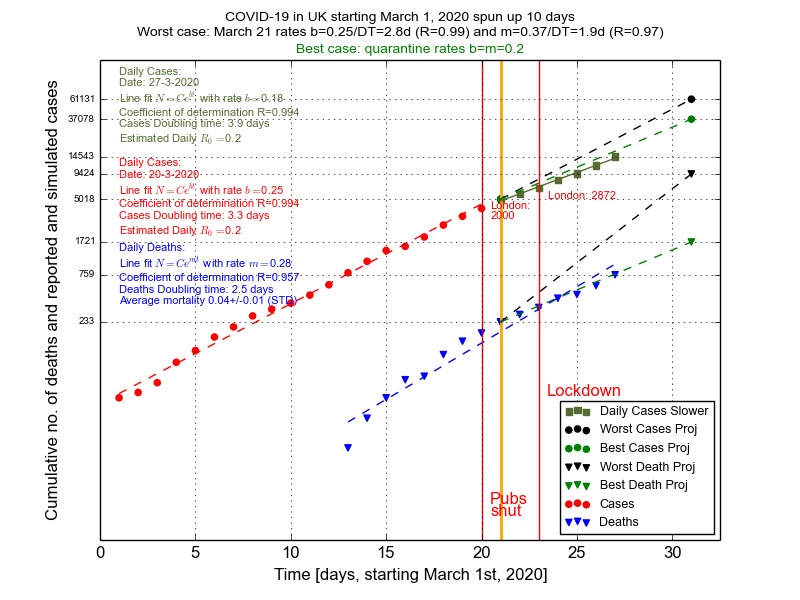 COVID-19 in UK starting March 1, 2020 spun up 10 days
Worst case: March 21 rates b=0.25/DT=2.8d (R=0.99) and m=0.37/DT=1.9d (R=0.97)
Best case: quarantine rates b=m=0.2
Cumulative no. of deaths and reported and simulated cases
61131
37078
14543
9424
5018
1721
759
233
Daily Cases:
Date: 27-3-2020
Line fit N = Ce^{bt}, with rate b=0.18
Coefficient of determination R=0.994
Cases Doubling time: 3.9 days
Estimated Daily R₀ = 0.2
Daily Cases:
Date: 20-3-2020
Line fit N = Ce^{bt}, with rate b = 0.25
Coefficient of determination R=0.994
Cases Doubling time: 3.3 days
Estimated Daily R₀ = 0.2
Daily Deaths:
Line fit N = Ce^{mt} with rate m = 0.28
Coefficient of determination R=0.957
Deaths Doubling time: 2.5 days
Average mortality 0.04+/-0.01 (STD)
London:
2000
London: 2872
Lockdown
Pubs
shut
Daily Cases Slower
Worst Cases Proj
Best Cases Proj
Worst Death Proj
Best Death Proj
Cases
Deaths
0 5 10 15 20 25 30
Time [days, starting March 1st, 2020]